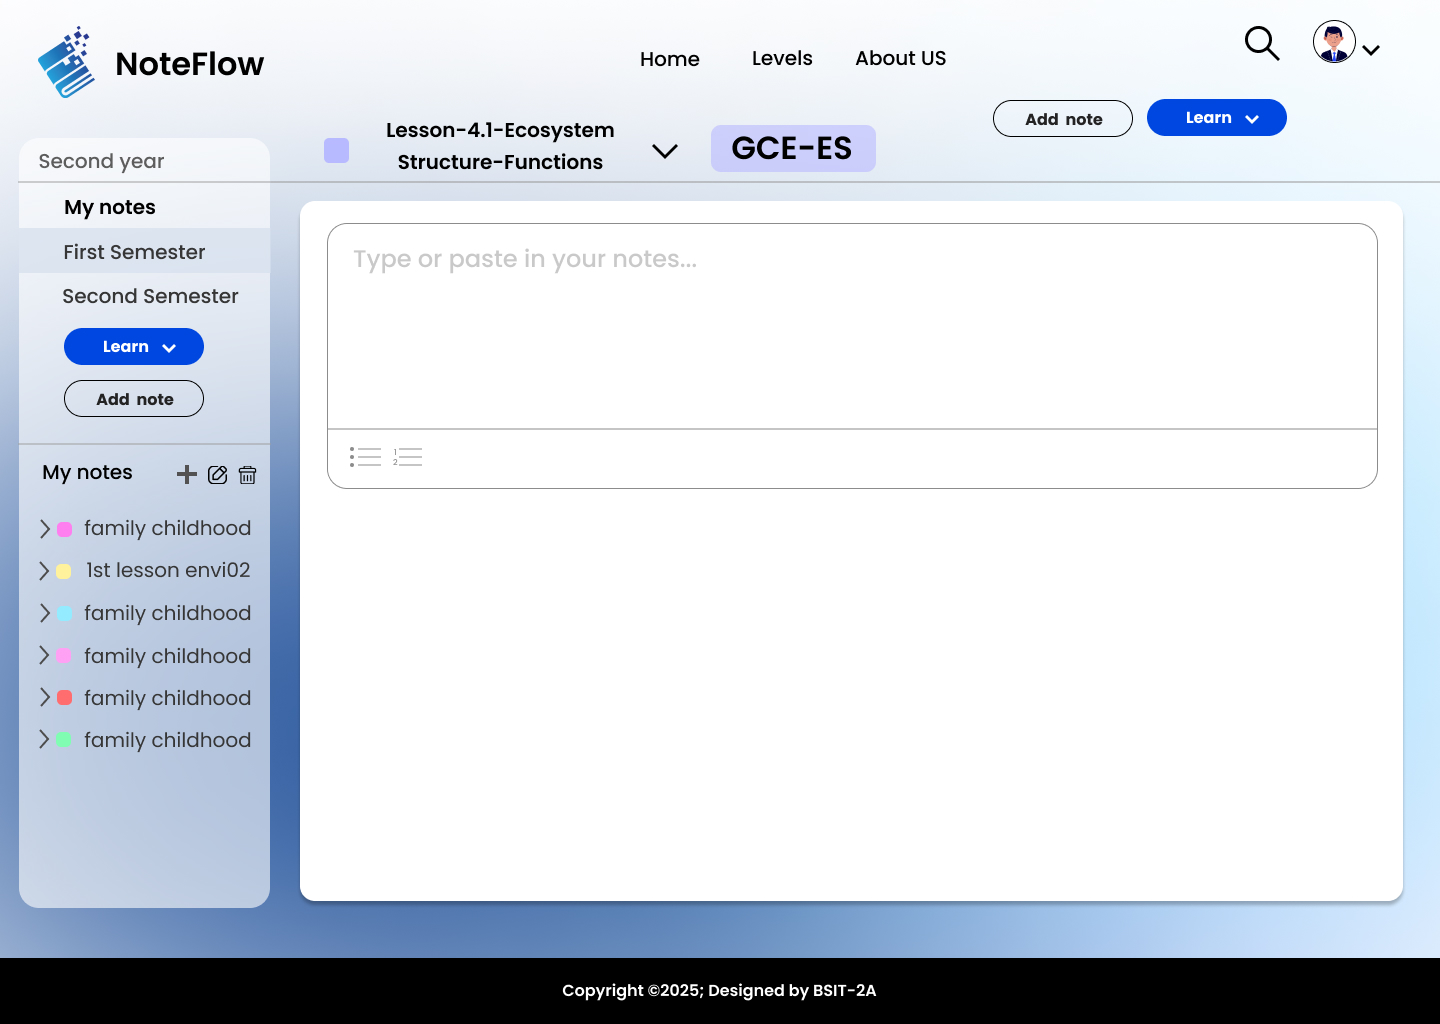 NoteFlow
Home
Levels
About US
Add note
Learn
Lesson-4.1-Ecosystem
Structure-Functions
GCE-ES
Second year
My notes
First Semester
Second Semester
Learn
Add note
My notes
family childhood
1st lesson envi02
family childhood
family childhood
family childhood
family childhood
Type or paste in your notes...
1
2
Copyright ©2025; Designed by BSIT-2A